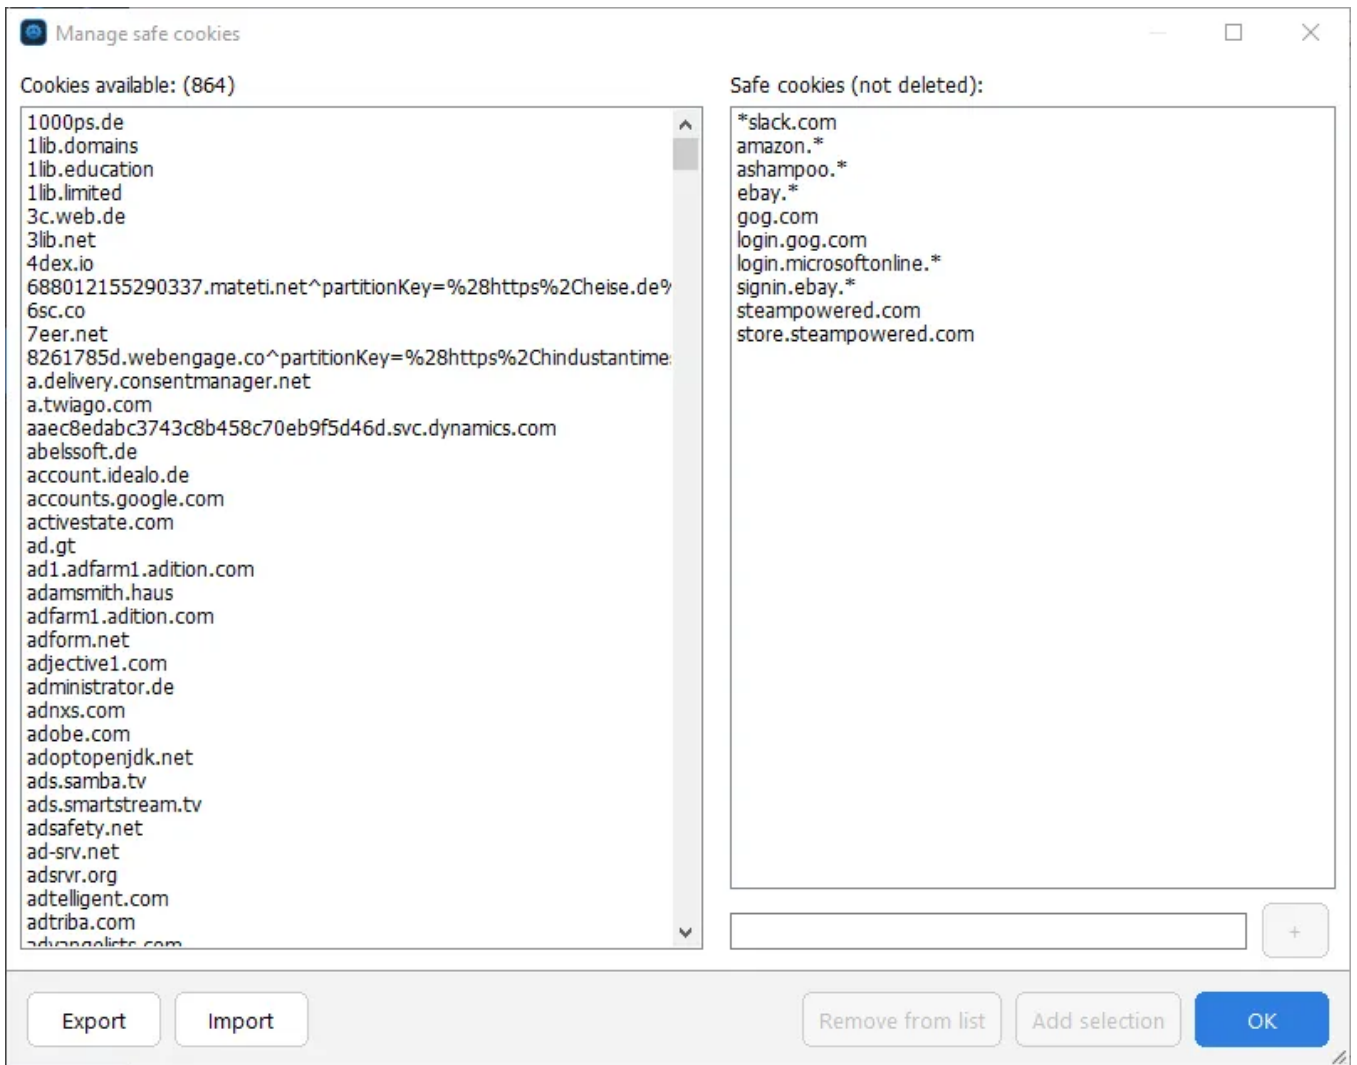 Manage safe cookies
Cookies available: (864)
1000ps.de
1lib.domains
1lib.education
1lib.limited
3c.web.de
3lib.net
4dex.io
688012155290337.mateti.net^partitionKey=%28https%2Cheise.de%
6sc.co
7eer.net
8261785d.webengage.co^partitionKey=%28https%2Chindustantime
a.delivery.consentmanager.net
a.twiago.com
aaec8edabc3743c8b458c70eb9f5d46d.svc.dynamics.com
abelssoft.de
account.idealo.de
accounts.google.com
activestate.com
ad.gt
ad1.adfarm1.adition.com
adamsmith.haus
adfarm1.adition.com
adform.net
adjective1.com
administrator.de
adnxs.com
adobe.com
adoptopenjdk.net
ads.samba.tv
ads.smartstream.tv
adsafety.net
ad-srv.net
adsrvr.org
adtelligent.com
adtriba.com
advangelists.com
Safe cookies (not deleted):
*slack.com
amazon.*
ashampoo.*
ebay.*
gog.com
login.gog.com
login.microsoftonline.*
signin.ebay.*
steampowered.com
store.steampowered.com
+
Export
Import
Remove from list
Add selection
OK